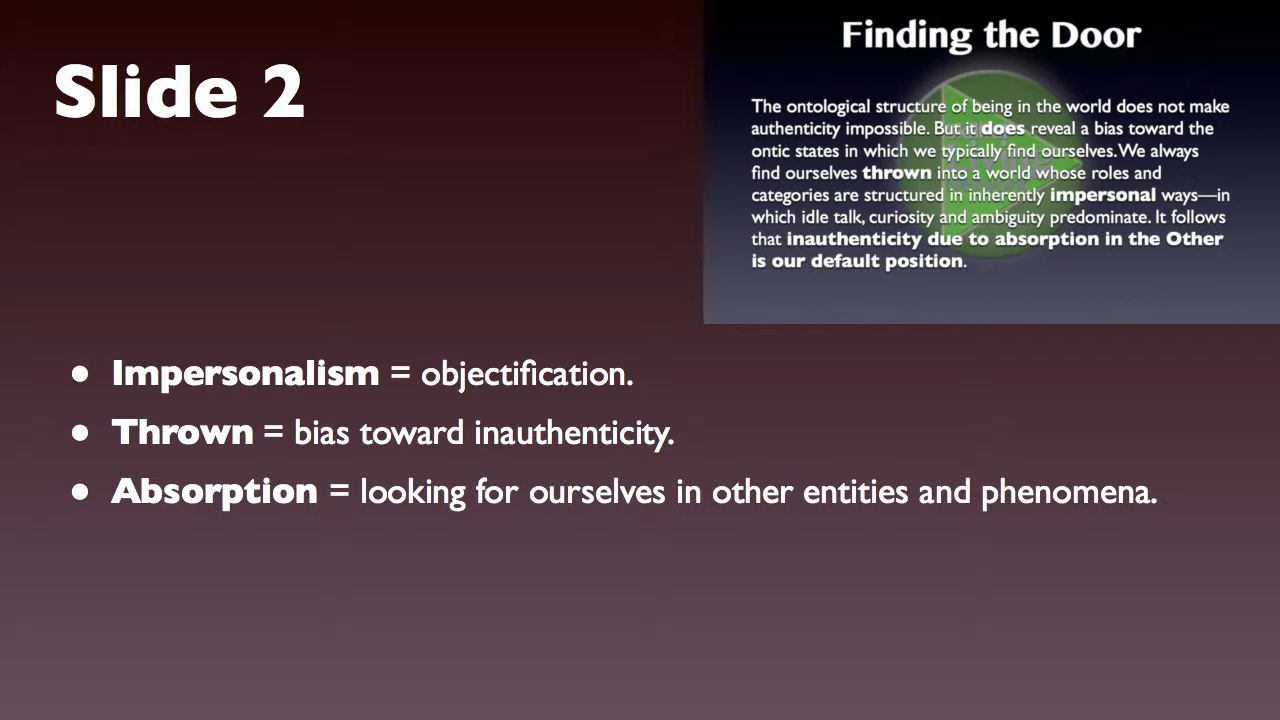 Slide 2
Finding the Door
The ontological structure of being in the world does not make
authenticity impossible. But it does reveal a bias toward the
ontic states in which we typically find ourselves. We always
find ourselves thrown into a world whose roles and
categories are structured in inherently impersonal ways—in
which idle talk, curiosity and ambiguity predominate. It follows
that inauthenticity due to absorption in the Other
is our default position.
● Impersonalism = objectification.
● Thrown = bias toward inauthenticity.
● Absorption = looking for ourselves in other entities and phenomena.